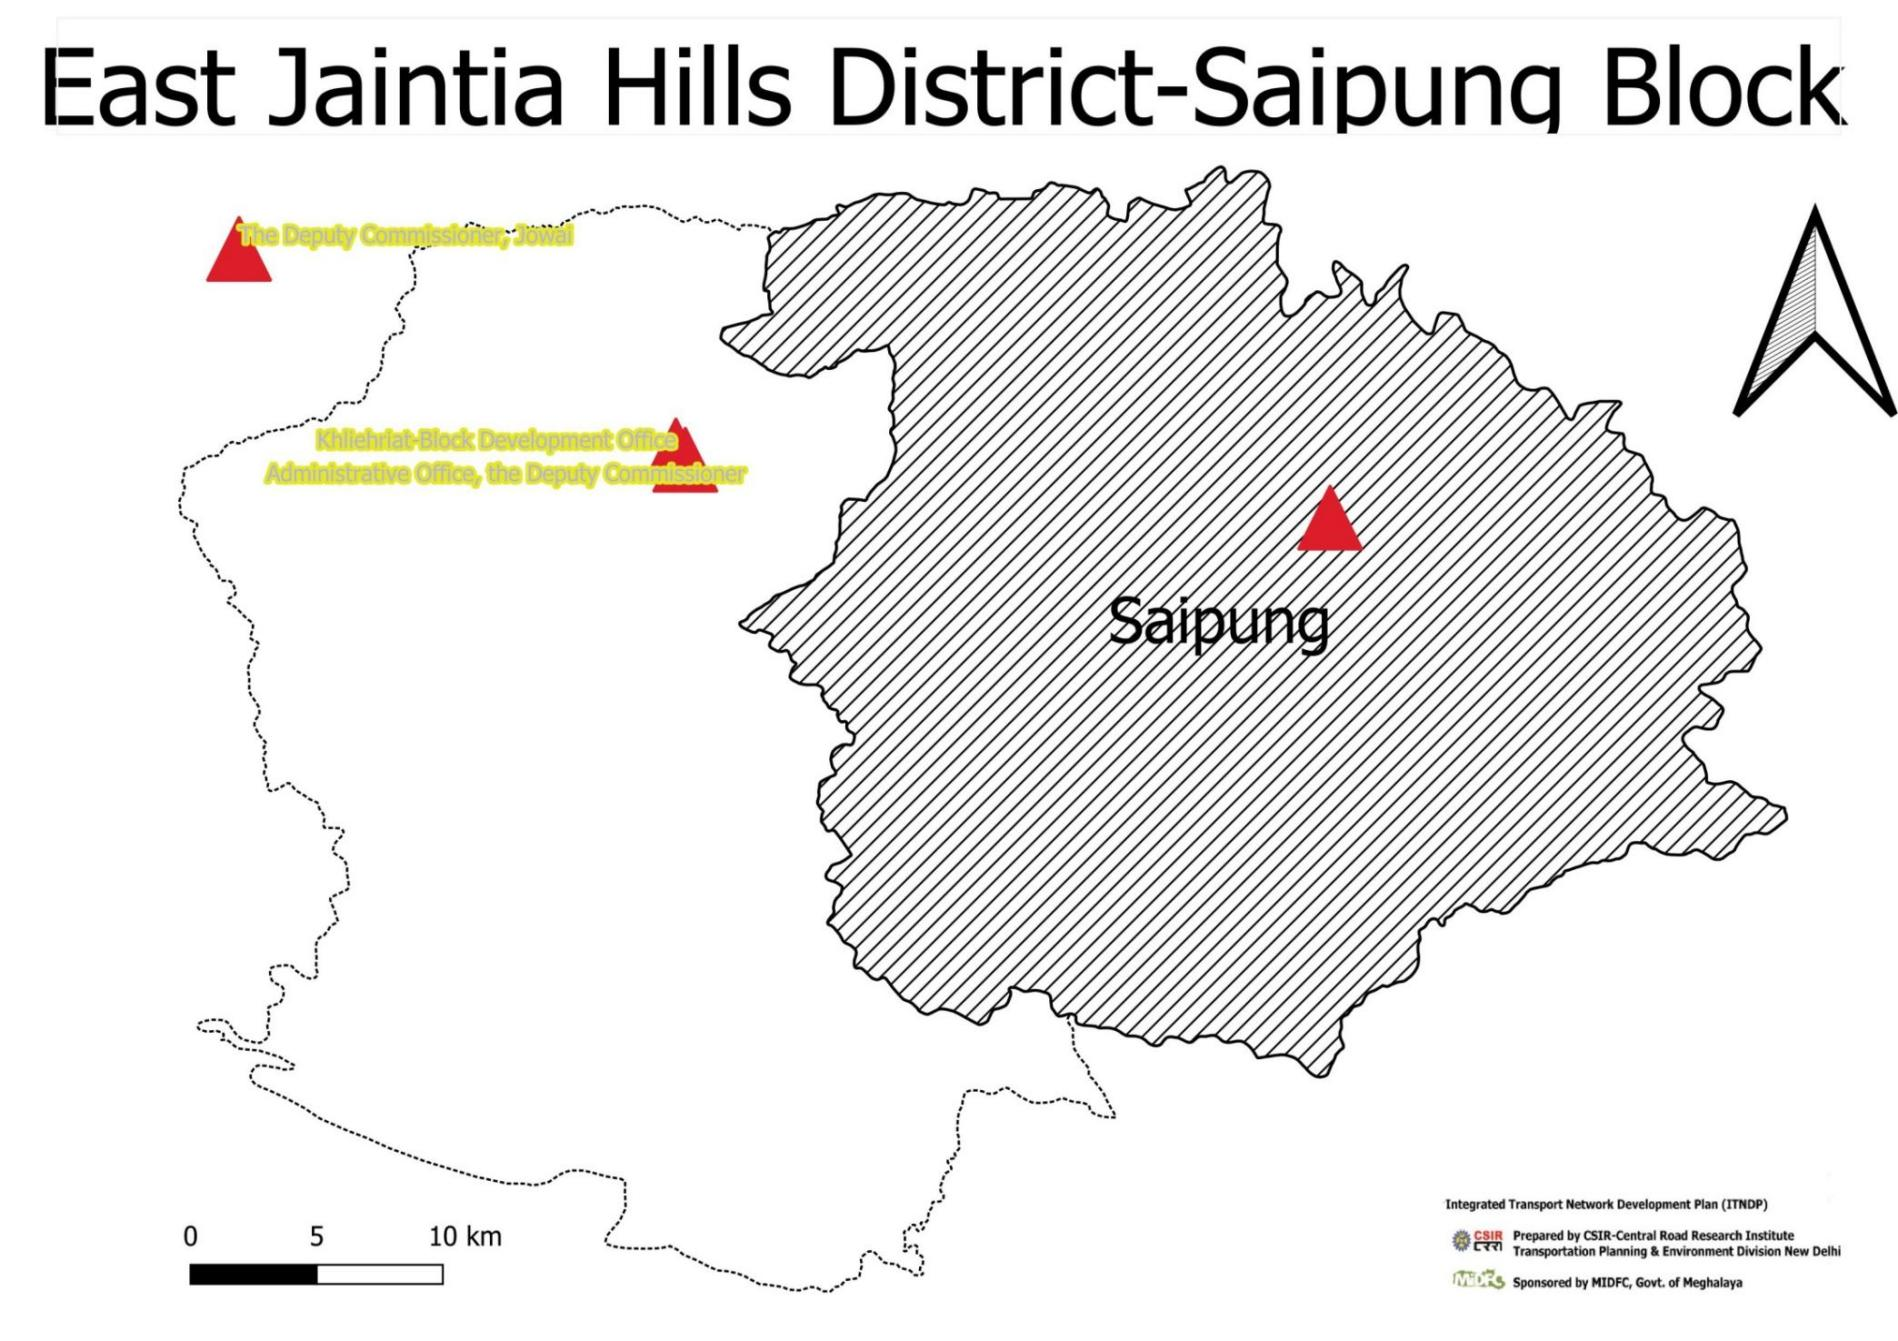 East Jaintia Hills District-Saipung Block
The Deputy Commissioner, Jowai
Khliehriat-Block Development Office
Administrative Office, the Deputy Commissioner
Saipung
0 5 10 km
Integrated Transport Network Development Plan (ITNDP)
CSIR
CRRI
Prepared by CSIR-Central Road Research Institute
Transportation Planning & Environment Division New Delhi
MIDFC
Sponsored by MIDFC, Govt. of Meghalaya